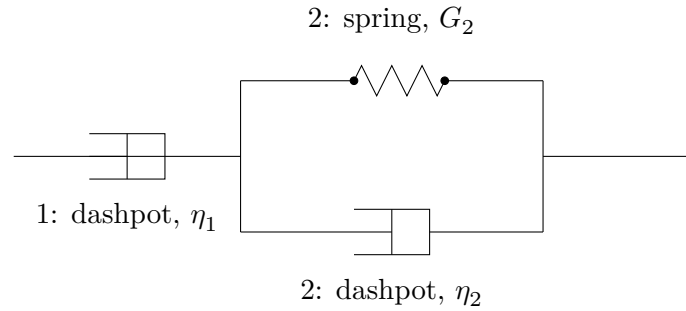 2: spring, G₂
1: dashpot, η₁
2: dashpot, η₂